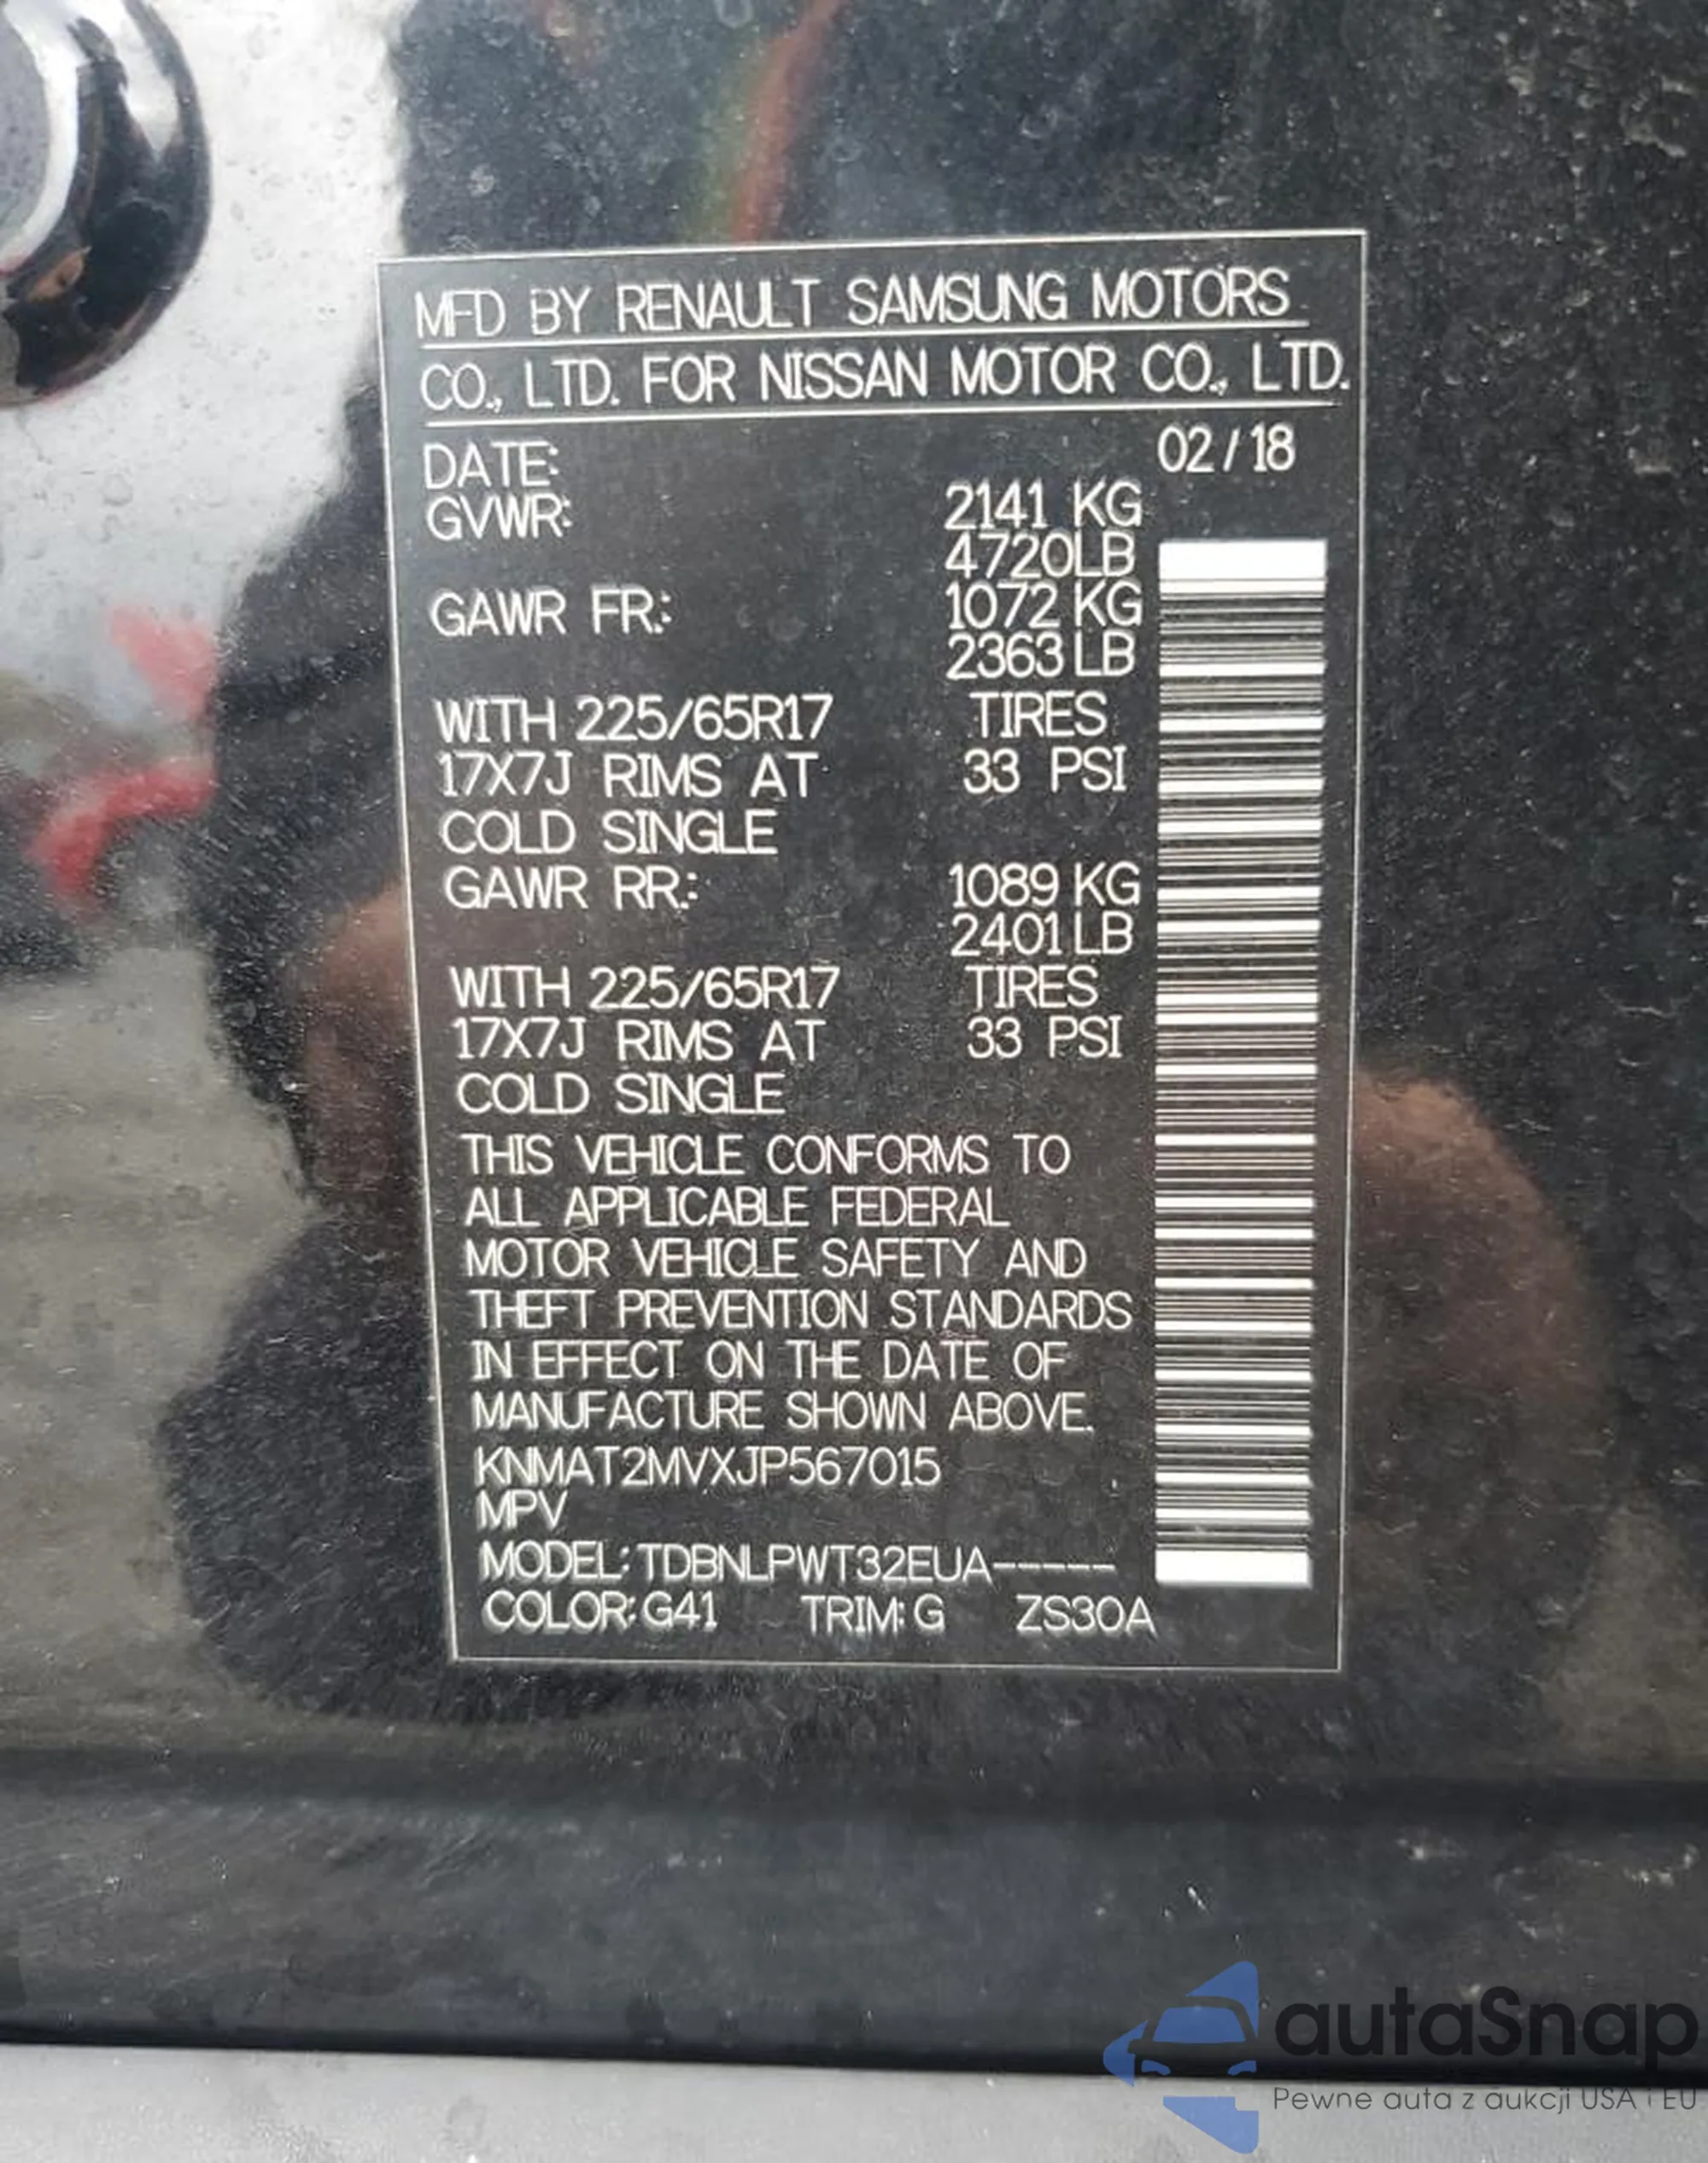 MFD BY RENAULT SAMSUNG MOTORS
CO., LTD. FOR NISSAN MOTOR CO., LTD.
DATE: 02/18
GVWR: 2141 KG
4720LB
GAWR FR.: 1072 KG
2363 LB
WITH 225/65R17 TIRES
17X7J RIMS AT 33 PSI
COLD SINGLE
GAWR RR.: 1089 KG
2401 LB
WITH 225/65R17 TIRES
17X7J RIMS AT 33 PSI
COLD SINGLE
THIS VEHICLE CONFORMS TO
ALL APPLICABLE FEDERAL
MOTOR VEHICLE SAFETY AND
THEFT PREVENTION STANDARDS
IN EFFECT ON THE DATE OF
MANUFACTURE SHOWN ABOVE.
KNMAT2MVXJP567015
MPV
MODEL: TDBNLPWT32EUA-----
COLOR: G41 TRIM: G ZS30A
autaSnap
Pewne auta z aukcji USA i EU